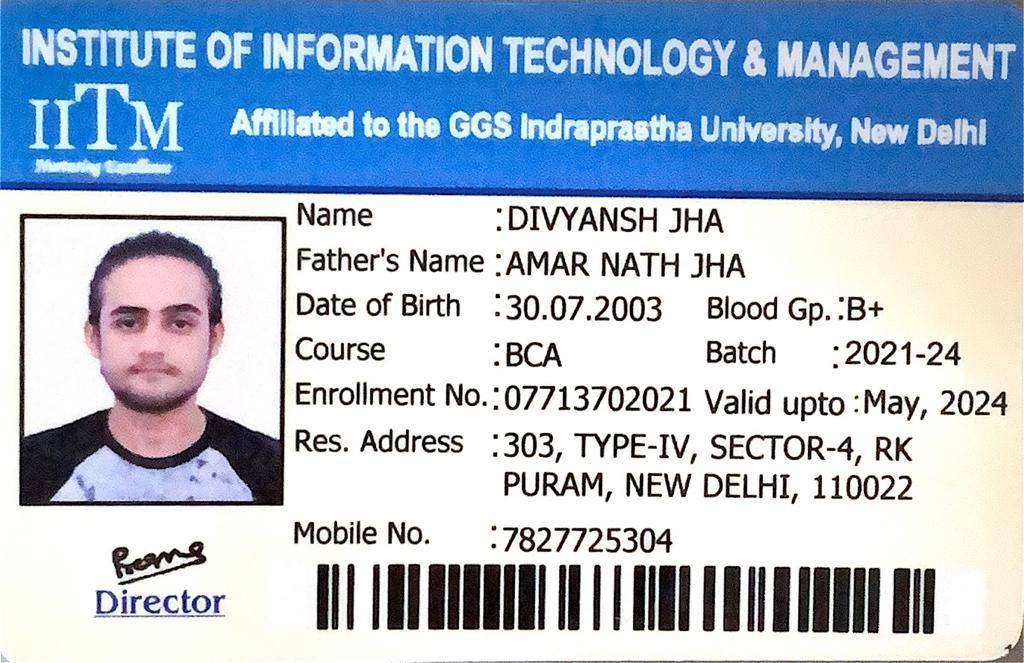 INSTITUTE OF INFORMATION TECHNOLOGY & MANAGEMENT
IITM
Nurturing Excellence
Affiliated to the GGS Indraprastha University, New Delhi
Name :DIVYANSH JHA
Father's Name :AMAR NATH JHA
Date of Birth :30.07.2003 Blood Gp.:B+
Course :BCA Batch :2021-24
Enrollment No.:07713702021 Valid upto :May, 2024
Res. Address :303, TYPE-IV, SECTOR-4, RK
PURAM, NEW DELHI, 110022
Mobile No. :7827725304
Director